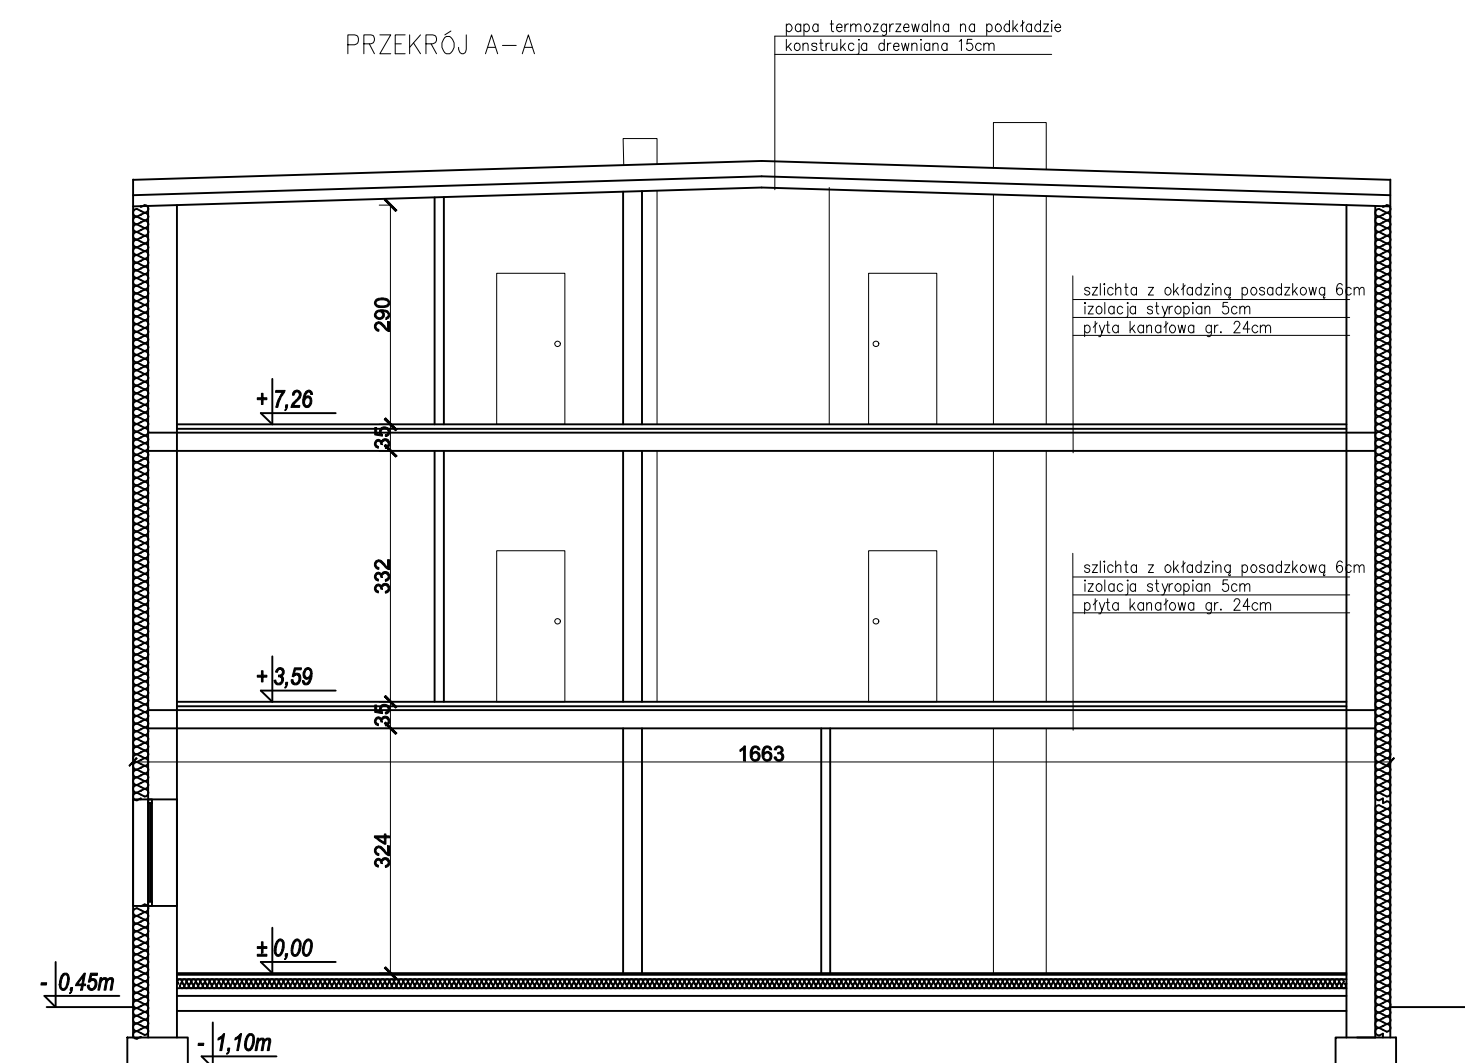 papa termozgrzewalna na podkładzie
PRZEKRÓJ A-A
konstrukcja drewniana 15cm
szlichta z okładziną posadzkową 6cm
290
izolacja styropian 5cm
płyta kanałowa gr. 24cm
+7,26
35
szlichta z okładziną posadzkową 6cm
332
izolacja styropian 5cm
płyta kanałowa gr. 24cm
+3,59
35
1663
324
±0,00
- 0,45m
- 1,10m